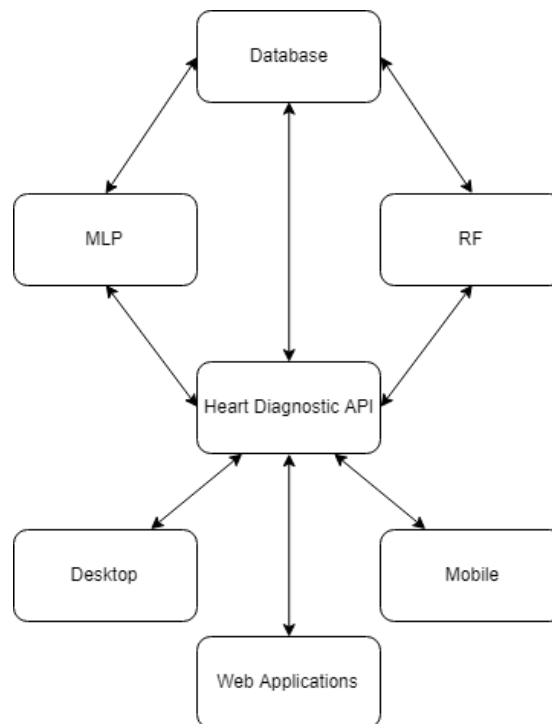 Database
MLP
RF
Heart Diagnostic API
Desktop
Mobile
Web Applications